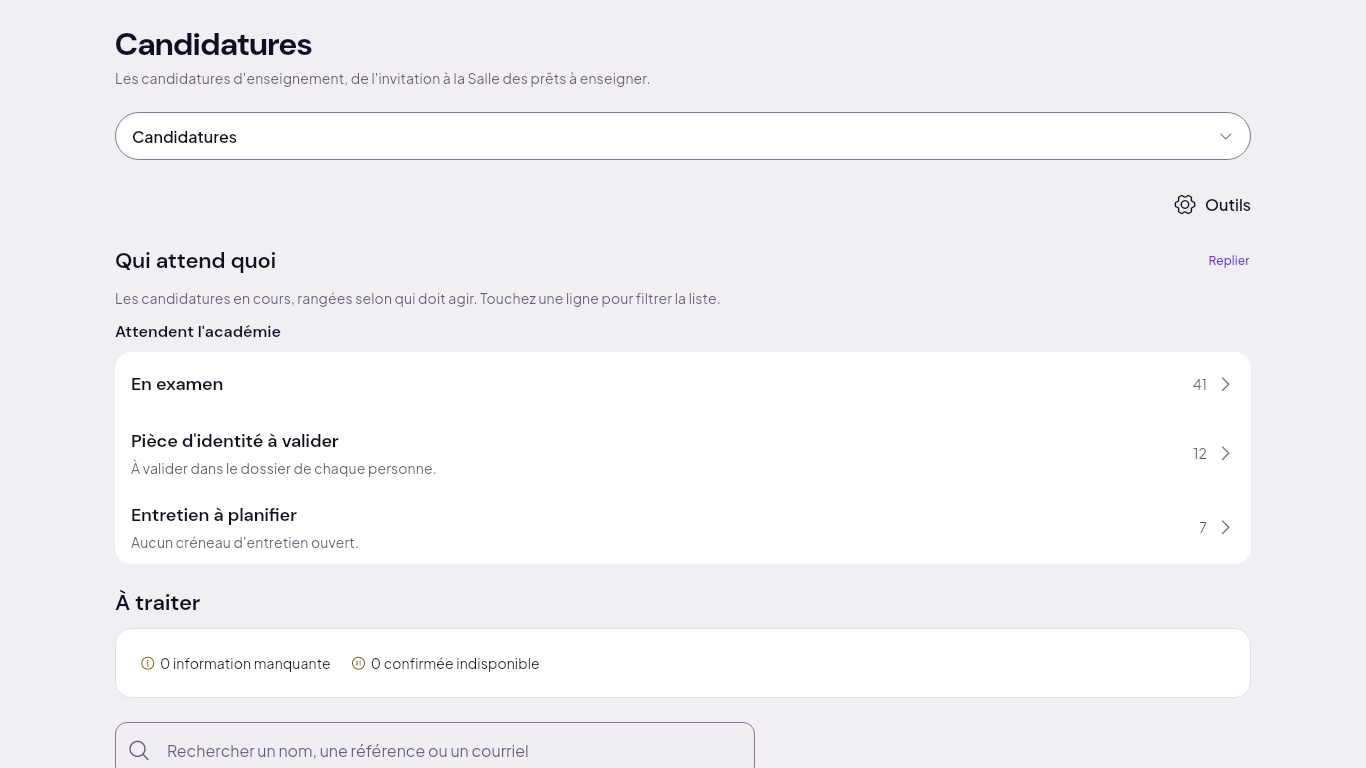 Candidatures
Les candidatures d'enseignement, de l'invitation à la Salle des prêts à enseigner.
Candidatures
Outils
Qui attend quoi
Replier
Les candidatures en cours, rangées selon qui doit agir. Touchez une ligne pour filtrer la liste.
Attendent l'académie
En examen
41
Pièce d'identité à valider
À valider dans le dossier de chaque personne.
12
Entretien à planifier
Aucun créneau d'entretien ouvert.
7
À traiter
0 information manquante
0 confirmée indisponible
Rechercher un nom, une référence ou un courriel